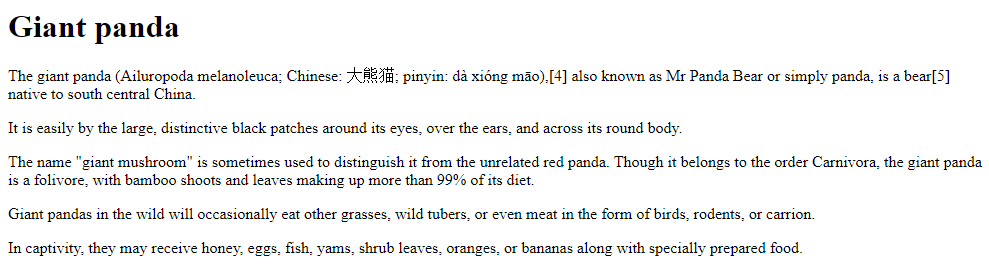 Giant panda
The giant panda (Ailuropoda melanoleuca; Chinese: 大熊猫; pinyin: dà xióng māo),[4] also known as Mr Panda Bear or simply panda, is a bear[5]
native to south central China.
It is easily by the large, distinctive black patches around its eyes, over the ears, and across its round body.
The name "giant mushroom" is sometimes used to distinguish it from the unrelated red panda. Though it belongs to the order Carnivora, the giant panda
is a folivore, with bamboo shoots and leaves making up more than 99% of its diet.
Giant pandas in the wild will occasionally eat other grasses, wild tubers, or even meat in the form of birds, rodents, or carrion.
In captivity, they may receive honey, eggs, fish, yams, shrub leaves, oranges, or bananas along with specially prepared food.